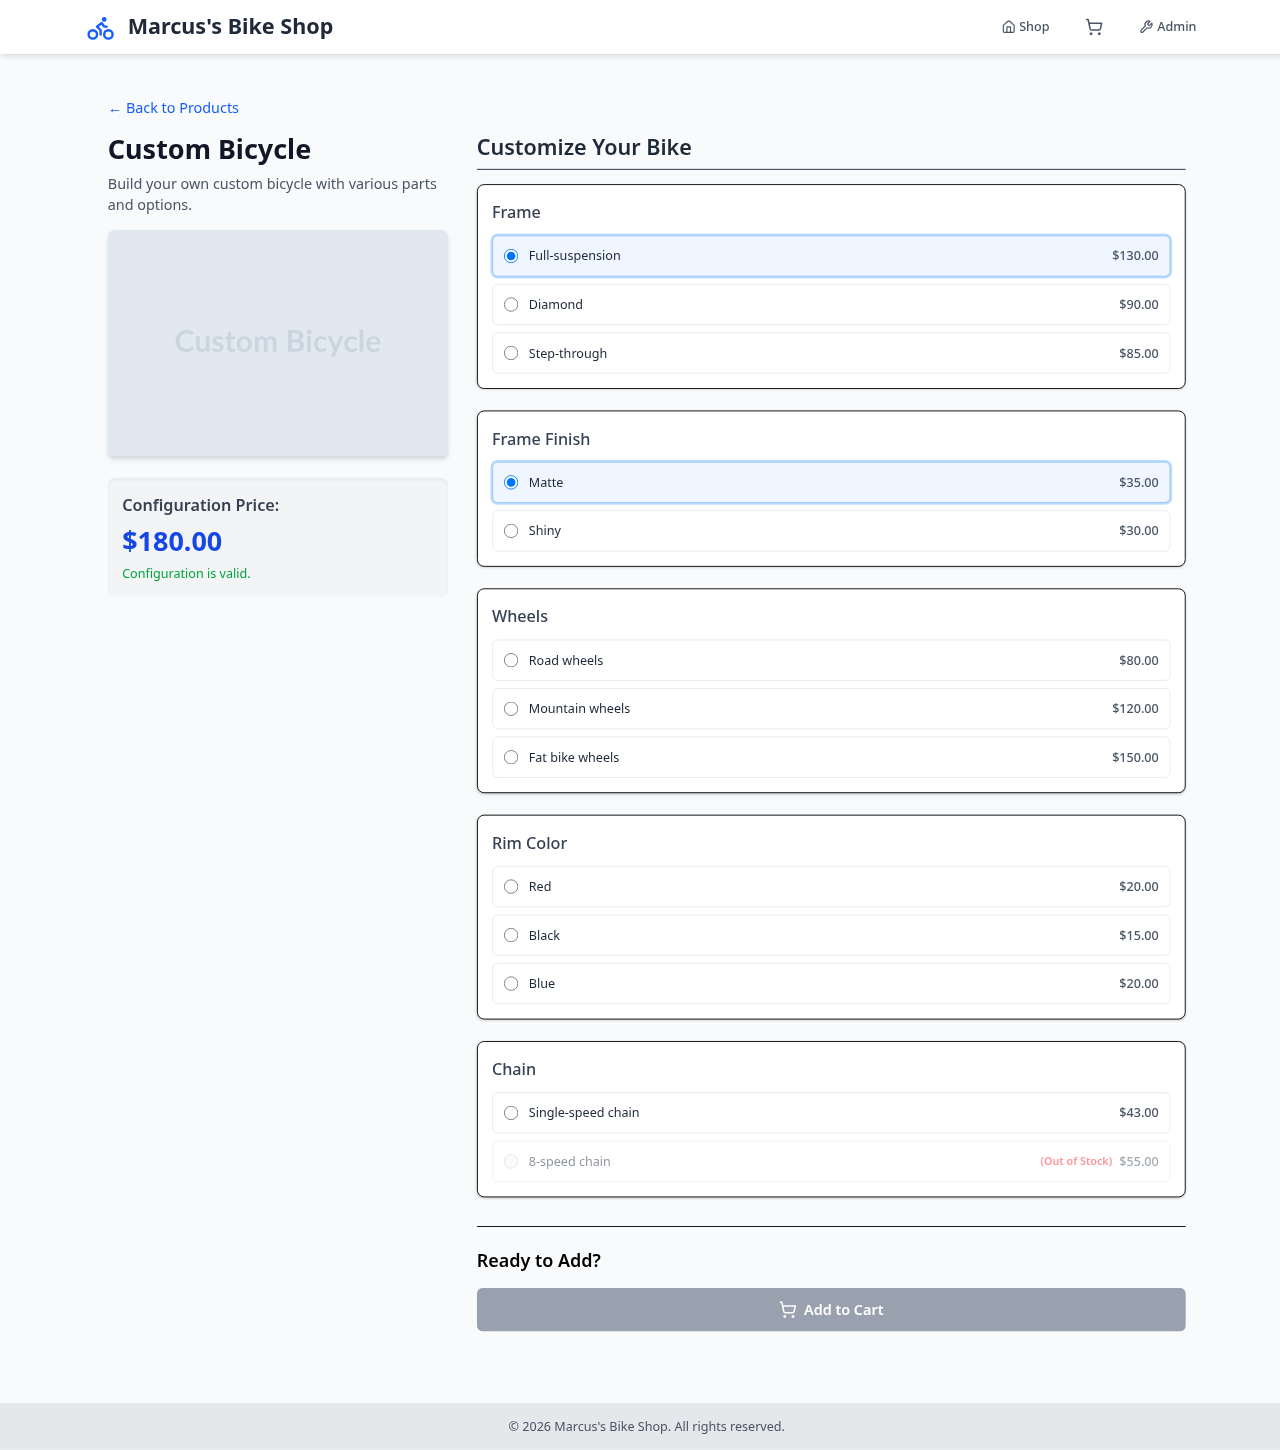 Marcus's Bike Shop
Shop
Admin
← Back to Products
Custom Bicycle
Build your own custom bicycle with various parts
and options.
Custom Bicycle
Configuration Price:
$180.00
Configuration is valid.
Customize Your Bike
Frame
Full-suspension $130.00
Diamond $90.00
Step-through $85.00
Frame Finish
Matte $35.00
Shiny $30.00
Wheels
Road wheels $80.00
Mountain wheels $120.00
Fat bike wheels $150.00
Rim Color
Red $20.00
Black $15.00
Blue $20.00
Chain
Single-speed chain $43.00
8-speed chain (Out of Stock) $55.00
Ready to Add?
Add to Cart
© 2026 Marcus's Bike Shop. All rights reserved.